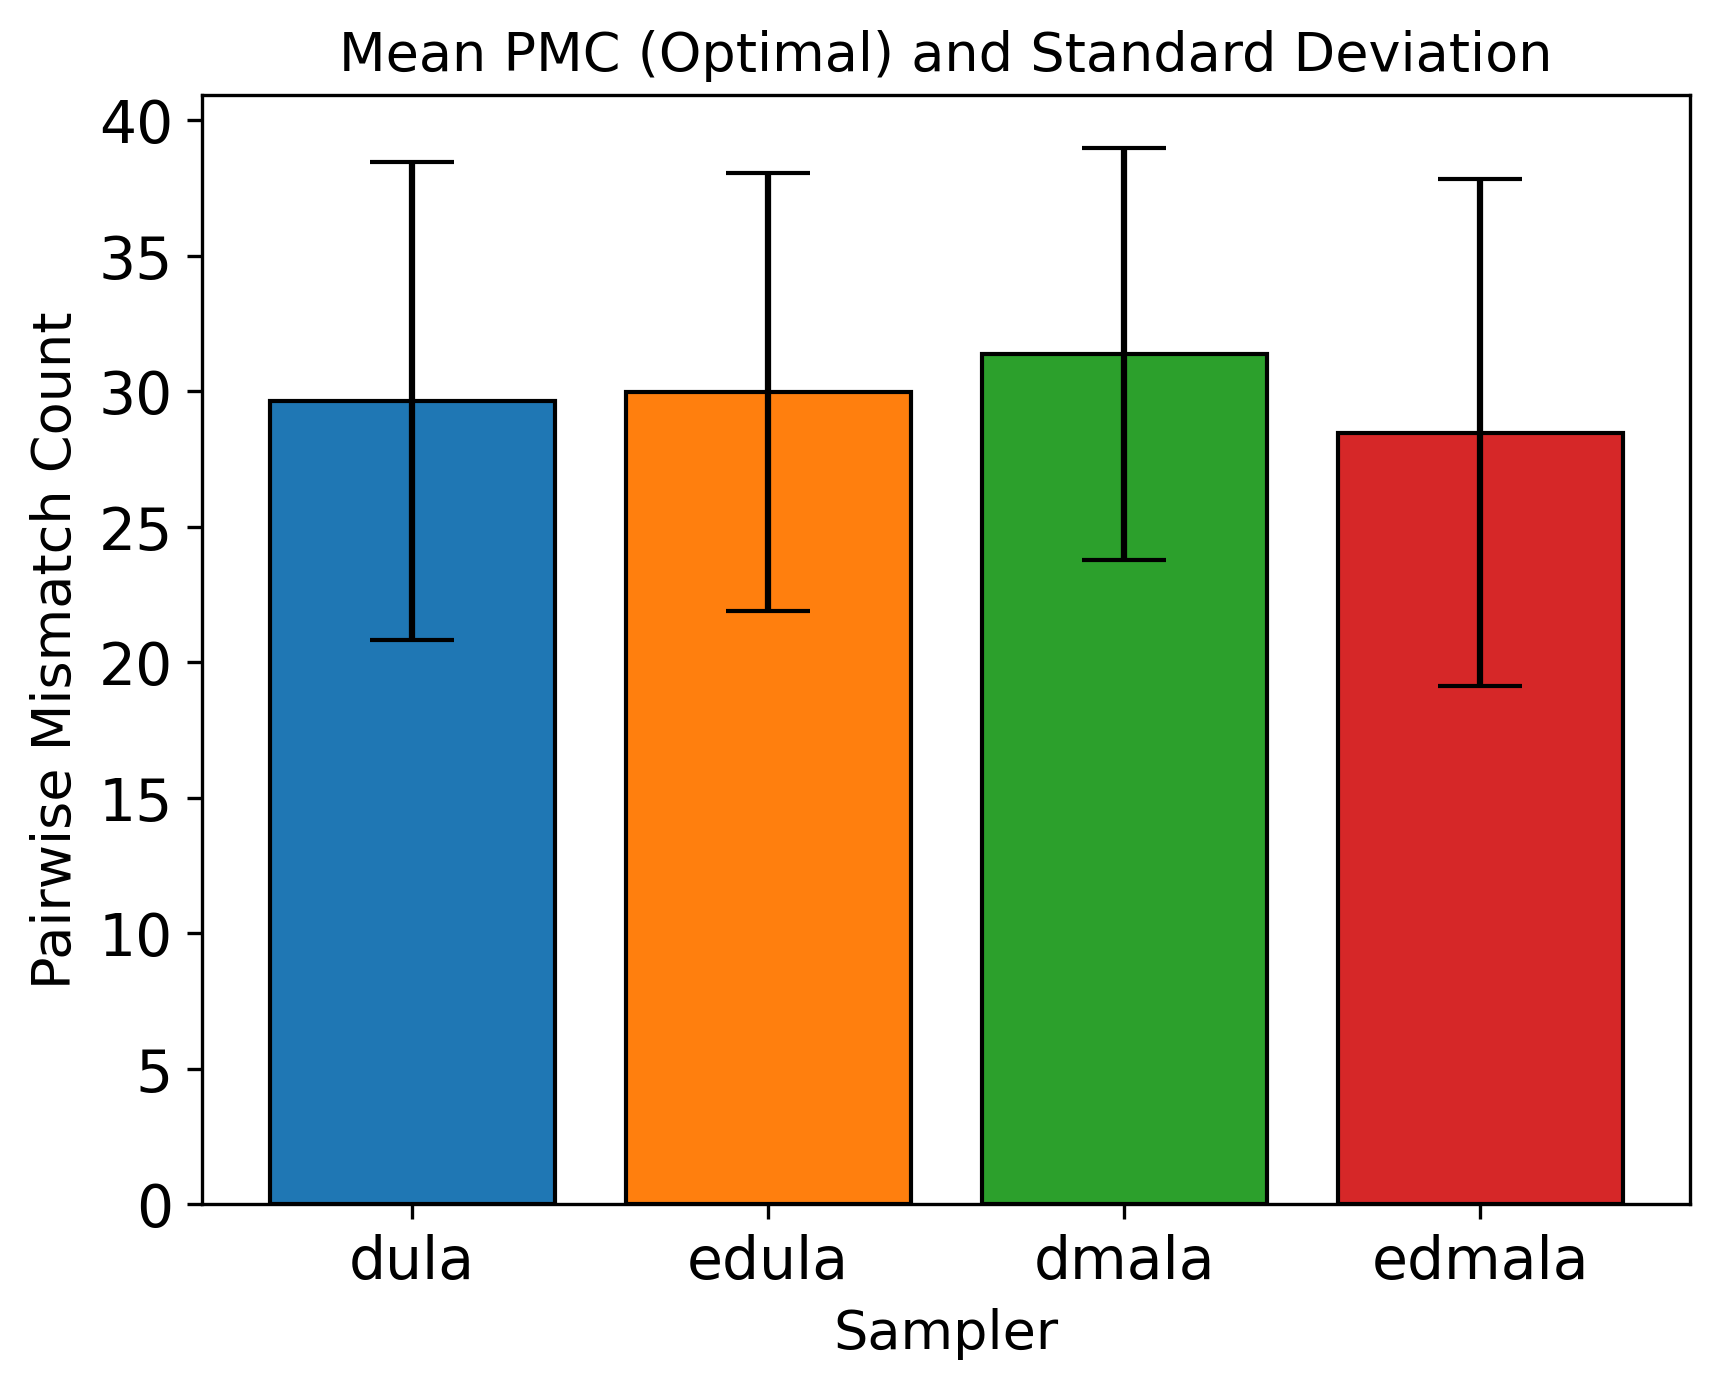 Mean PMC (Optimal) and Standard Deviation
Pairwise Mismatch Count
40
35
30
25
20
15
10
5
0
dula edula dmala edmala
Sampler